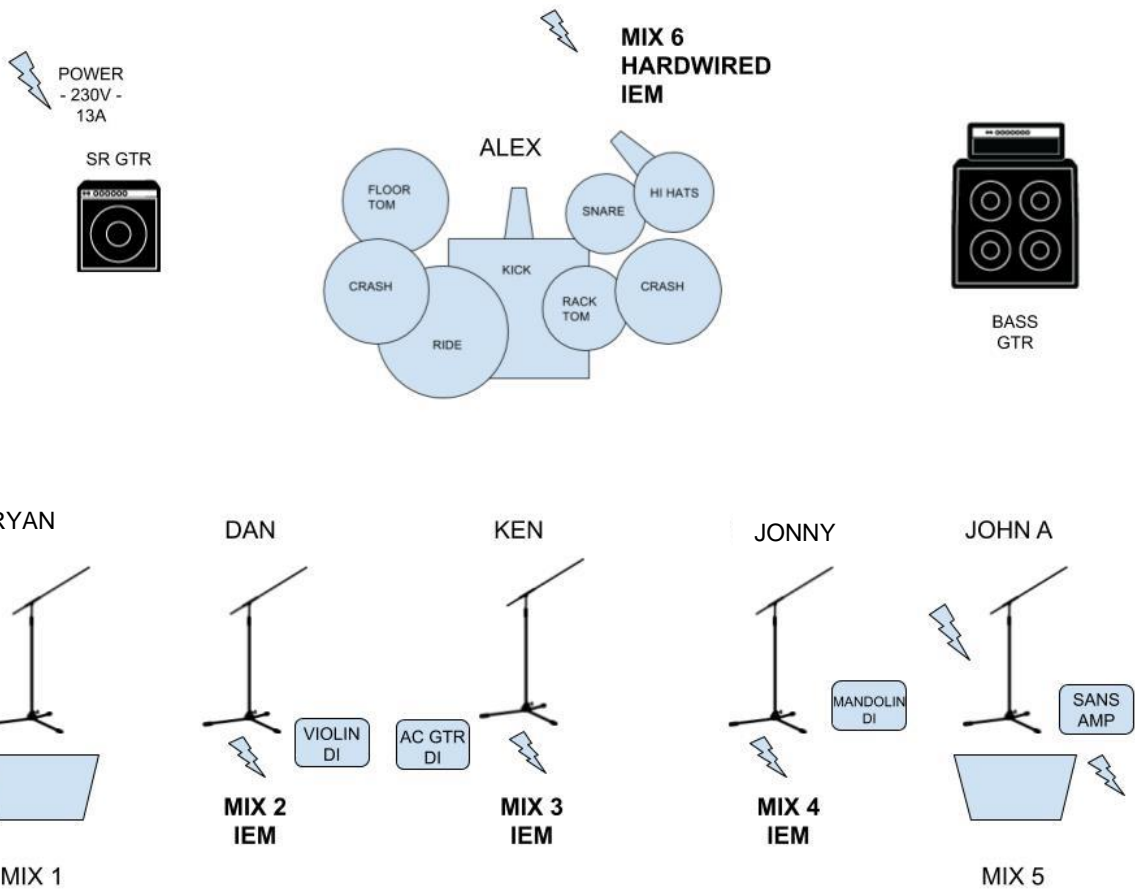 MIX 6
HARDWIRED
IEM
POWER
- 230V -
13A
SR GTR
ALEX
FLOOR
TOM
SNARE
HI HATS
CRASH
KICK
RACK
TOM
CRASH
RIDE
BASS
GTR
RYAN
DAN
KEN
JONNY
JOHN A
VIOLIN
DI
AC GTR
DI
MANDOLIN
DI
SANS
AMP
MIX 2
IEM
MIX 3
IEM
MIX 4
IEM
MIX 1
MIX 5